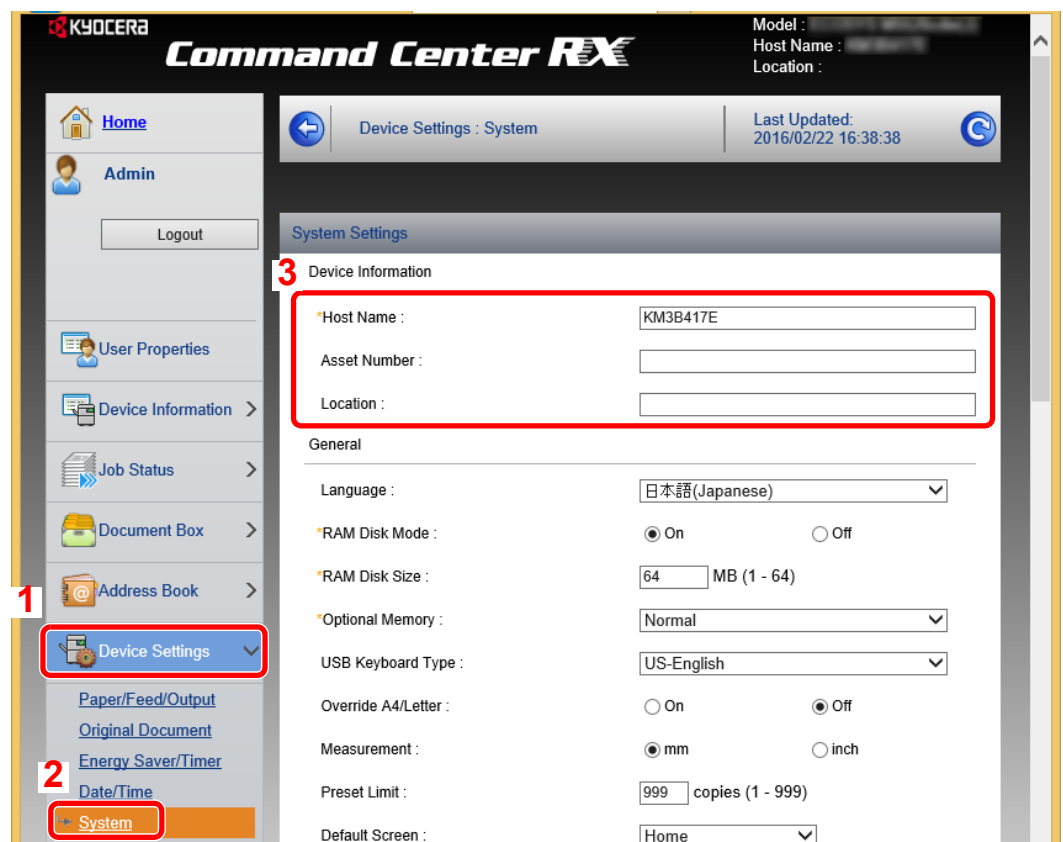 KYOCERA
Command Center RX
Model :
Host Name :
Location :
Home
Admin
Logout
User Properties
Device Information
Job Status
Document Box
Address Book
1
Device Settings
Paper/Feed/Output
Original Document
Energy Saver/Timer
2
Date/Time
System
Device Settings : System
Last Updated:
2016/02/22 16:38:38
System Settings
3
Device Information
*Host Name : KM3B417E
Asset Number :
Location :
General
Language : 日本語(Japanese)
*RAM Disk Mode : On Off
*RAM Disk Size : 64 MB (1 - 64)
*Optional Memory : Normal
USB Keyboard Type : US-English
Override A4/Letter : On Off
Measurement : mm inch
Preset Limit : 999 copies (1 - 999)
Default Screen : Home